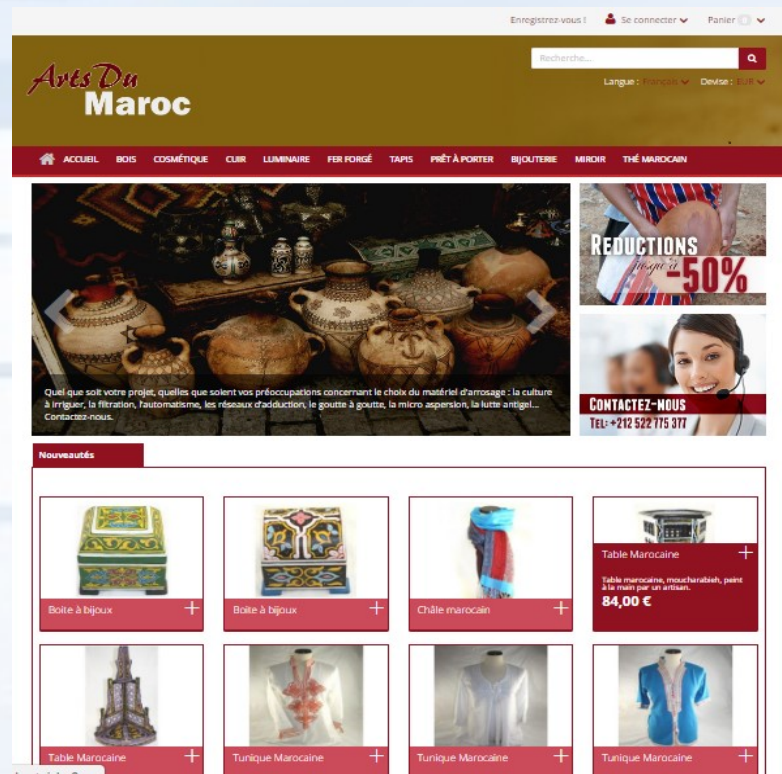 Enregistrez-vous !
Se connecter
Panier
Arts Du
Maroc
Recherche...
Langue : Français
Devise : EUR
ACCUEIL
BOIS
COSMÉTIQUE
CUIR
LUMINAIRE
FER FORGÉ
TAPIS
PRÊT À PORTER
BIJOUTERIE
MIROIR
THÉ MAROCAIN
Quel que soit votre projet, quelles que soient vos préoccupations concernant le choix du matériel d'arrosage : la culture
à irriguer, la filtration, l'automatisme, les réseaux d'adduction, le goutte à goutte, la micro aspersion, la lutte antigel...
Contactez-nous.
REDUCTIONS
jusqu'à
-50%
CONTACTEZ-NOUS
TEL: +212 522 775 377
Nouveautés
Boite à bijoux
Boite à bijoux
Châle marocain
Table Marocaine
Table marocaine, moucharabieh, peint
à la main par un artisan.
84,00 €
Table Marocaine
Tunique Marocaine
Tunique Marocaine
Tunique Marocaine